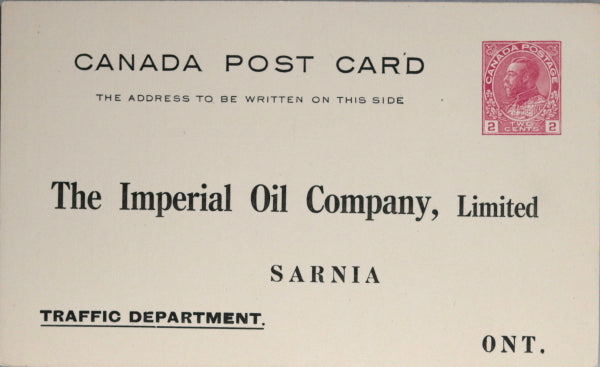 CANADA POST CARD
THE ADDRESS TO BE WRITTEN ON THIS SIDE
CANADA POSTAGE
2 TWO CENTS 2
The Imperial Oil Company, Limited
SARNIA
TRAFFIC DEPARTMENT.
ONT.